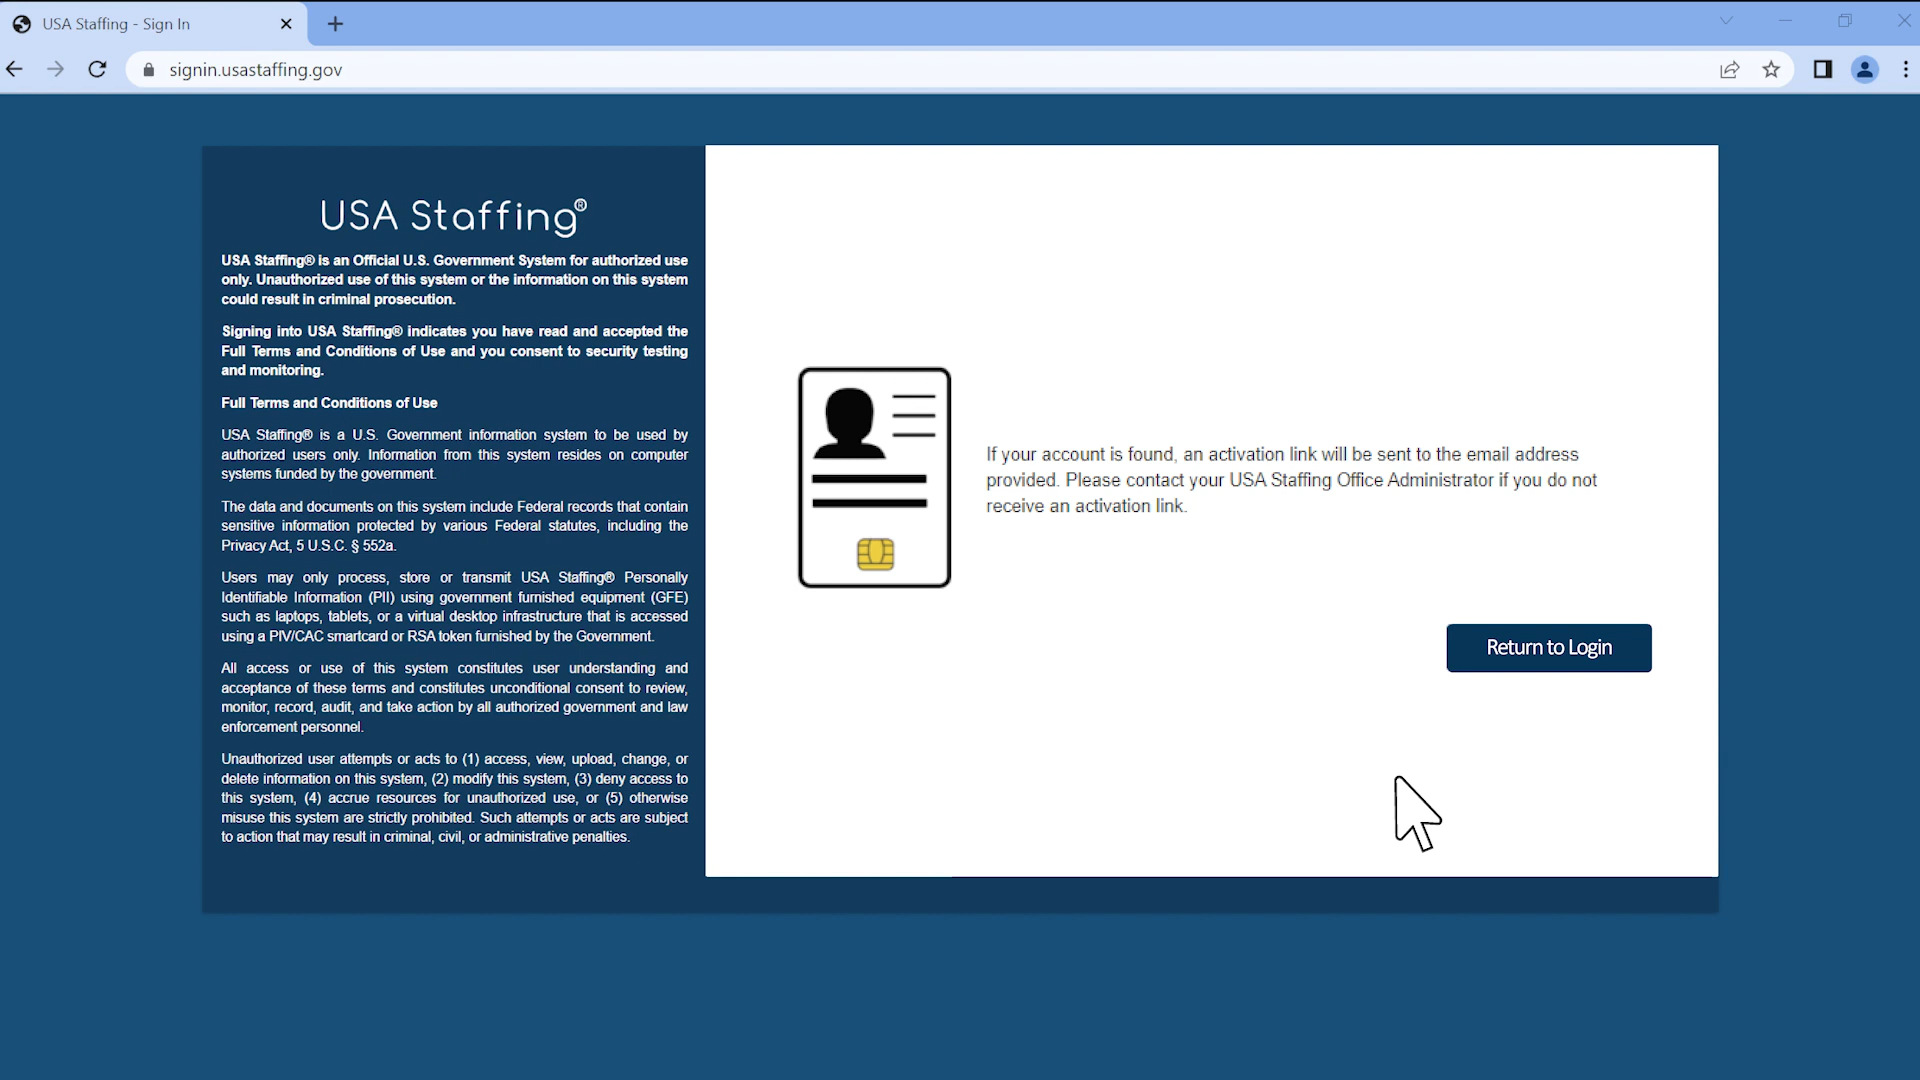 USA Staffing - Sign In
signin.usastaffing.gov
USA Staffing®
USA Staffing® is an Official U.S. Government System for authorized use
only. Unauthorized use of this system or the information on this system
could result in criminal prosecution.
Signing into USA Staffing® indicates you have read and accepted the
Full Terms and Conditions of Use and you consent to security testing
and monitoring.
Full Terms and Conditions of Use
USA Staffing® is a U.S. Government information system to be used by
authorized users only. Information from this system resides on computer
systems funded by the government.
The data and documents on this system include Federal records that contain
sensitive information protected by various Federal statutes, including the
Privacy Act, 5 U.S.C. § 552a.
Users may only process, store or transmit USA Staffing® Personally
Identifiable Information (PII) using government furnished equipment (GFE)
such as laptops, tablets, or a virtual desktop infrastructure that is accessed
using a PIV/CAC smartcard or RSA token furnished by the Government.
All access or use of this system constitutes user understanding and
acceptance of these terms and constitutes unconditional consent to review,
monitor, record, audit, and take action by all authorized government and law
enforcement personnel.
Unauthorized user attempts or acts to (1) access, view, upload, change, or
delete information on this system, (2) modify this system, (3) deny access to
this system, (4) accrue resources for unauthorized use, or (5) otherwise
misuse this system are strictly prohibited. Such attempts or acts are subject
to action that may result in criminal, civil, or administrative penalties.
If your account is found, an activation link will be sent to the email address
provided. Please contact your USA Staffing Office Administrator if you do not
receive an activation link.
Return to Login